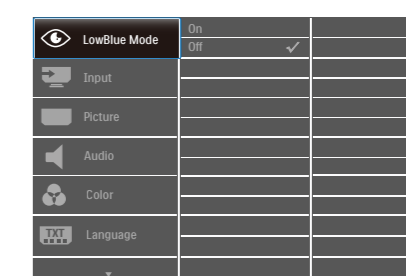 LowBlue Mode
On
Off
Input
Picture
Audio
Color
TXT
Language